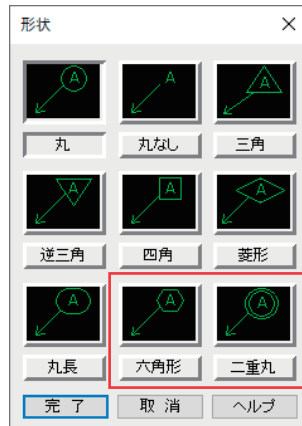 形状
A A A
丸 丸なし 三角
A A A
逆三角 四角 菱形
A A A
丸長 六角形 二重丸
完了 取消 ヘルプ